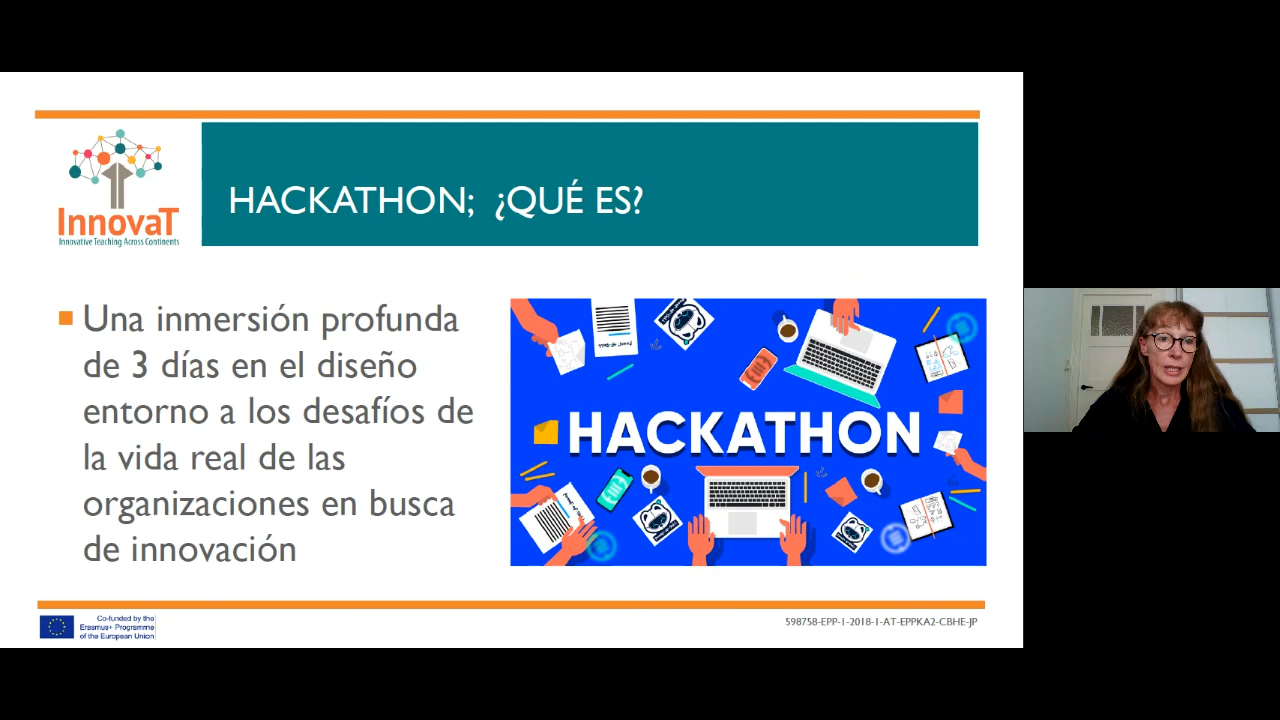 InnovaT
Innovative Teaching Across Continents
HACKATHON; ¿QUÉ ES?
Una inmersión profunda
de 3 días en el diseño
entorno a los desafíos de
la vida real de las
organizaciones en busca
de innovación
HACKATHON
Co-funded by the
Erasmus+ Programme
of the European Union
598758-EPP-1-2018-1-AT-EPPKA2-CBHE-JP